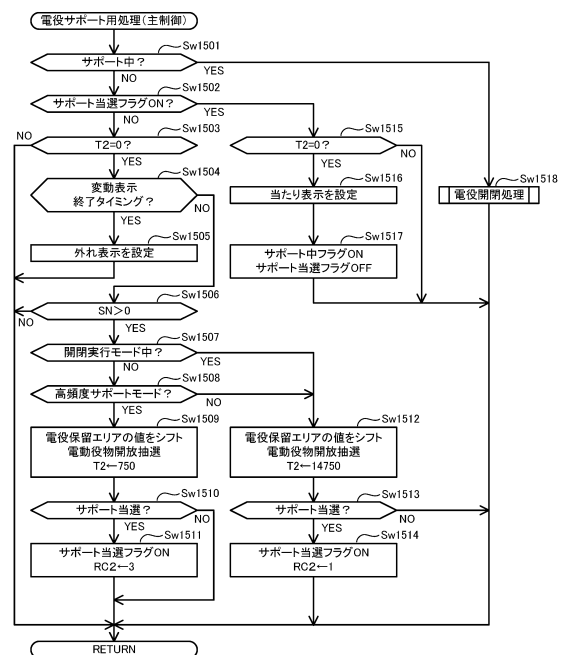 電役サポート用処理(主制御)
Sw1501
サポート中？
YES
NO
Sw1502
サポート当選フラグON？
YES
NO
Sw1503
NO
T2=0？
YES
Sw1504
変動表示
終了タイミング？
NO
YES
Sw1505
外れ表示を設定
Sw1515
T2=0？
NO
YES
Sw1516
当たり表示を設定
Sw1517
サポート中フラグON
サポート当選フラグOFF
Sw1518
電役開閉処理
Sw1506
SN＞0
NO
YES
Sw1507
開閉実行モード中？
YES
NO
Sw1508
高頻度サポートモード？
NO
YES
Sw1509
電役保留エリアの値をシフト
電動役物開放抽選
T2←750
Sw1510
サポート当選？
NO
YES
Sw1511
サポート当選フラグON
RC2←3
Sw1512
電役保留エリアの値をシフト
電動役物開放抽選
T2←14750
Sw1513
サポート当選？
NO
YES
Sw1514
サポート当選フラグON
RC2←1
RETURN